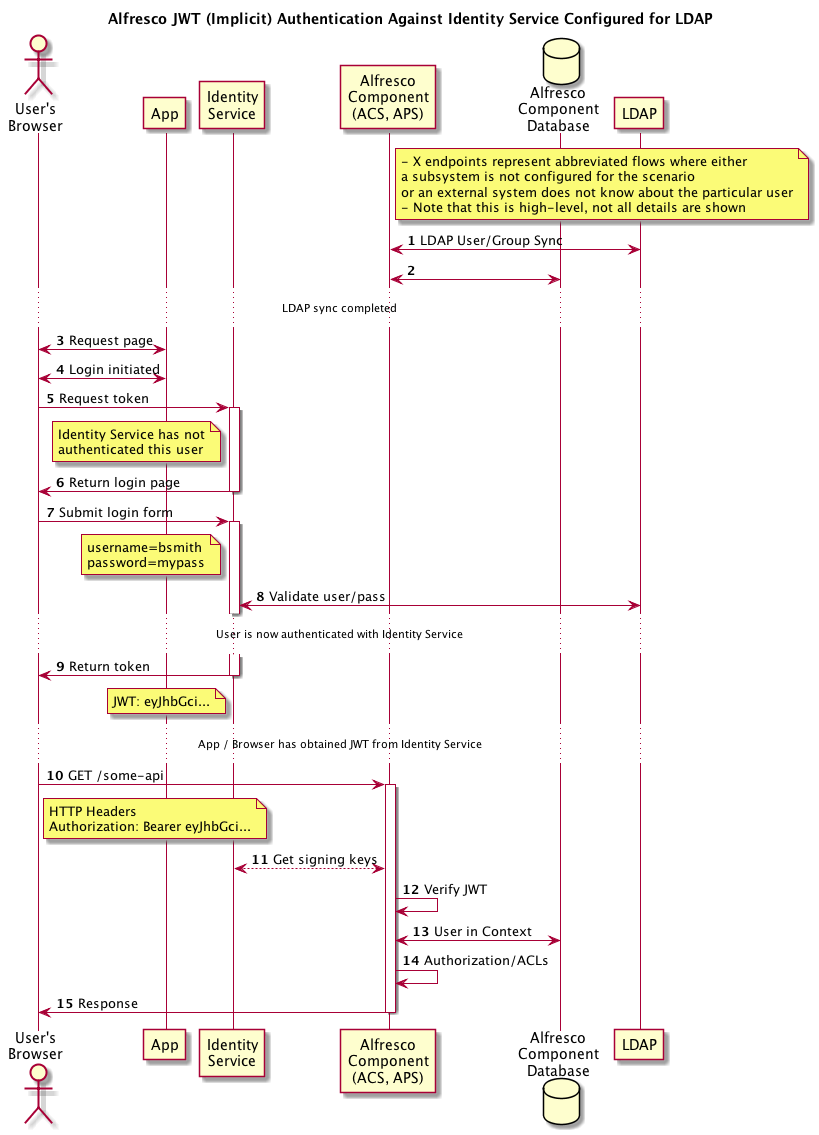 Alfresco JWT (Implicit) Authentication Against Identity Service Configured for LDAP
User's
Browser
App
Identity
Service
Alfresco
Component
(ACS, APS)
Alfresco
Component
Database
LDAP
- X endpoints represent abbreviated flows where either
a subsystem is not configured for the scenario
or an external system does not know about the particular user
- Note that this is high-level, not all details are shown
1 LDAP User/Group Sync
2
LDAP sync completed
3 Request page
4 Login initiated
5 Request token
Identity Service has not
authenticated this user
6 Return login page
7 Submit login form
username=bsmith
password=mypass
8 Validate user/pass
User is now authenticated with Identity Service
9 Return token
JWT: eyJhbGci...
App / Browser has obtained JWT from Identity Service
10 GET /some-api
HTTP Headers
Authorization: Bearer eyJhbGci...
11 Get signing keys
12 Verify JWT
13 User in Context
14 Authorization/ACLs
15 Response
User's
Browser
App
Identity
Service
Alfresco
Component
(ACS, APS)
Alfresco
Component
Database
LDAP